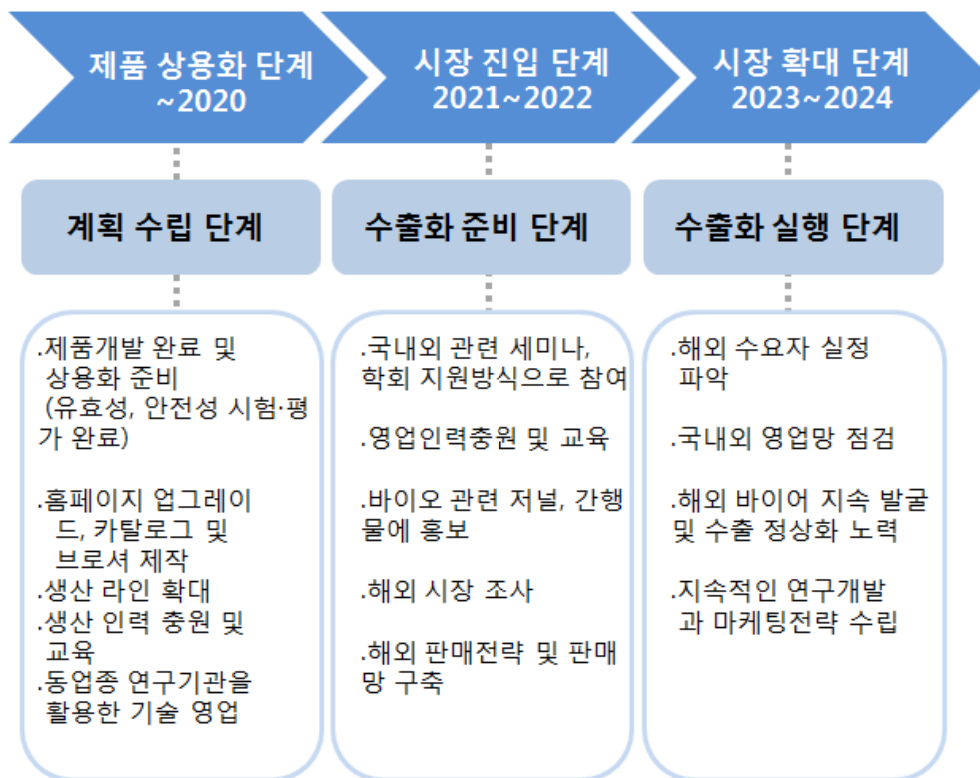 제품 상용화 단계
~2020
시장 진입 단계
2021~2022
시장 확대 단계
2023~2024
계획 수립 단계
수출화 준비 단계
수출화 실행 단계
.제품개발 완료 및
상용화 준비
(유효성, 안전성 시험·평
가 완료)
.홈페이지 업그레이
드, 카탈로그 및
브로셔 제작
.생산 라인 확대
.생산 인력 충원 및
교육
.동업종 연구기관을
활용한 기술 영업
.국내외 관련 세미나,
학회 지원방식으로 참여
.영업인력충원 및 교육
.바이오 관련 저널, 간행
물에 홍보
.해외 시장 조사
.해외 판매전략 및 판매
망 구축
.해외 수요자 실정
파악
.국내외 영업망 점검
.해외 바이어 지속 발굴
및 수출 정상화 노력
.지속적인 연구개발
과 마케팅전략 수립